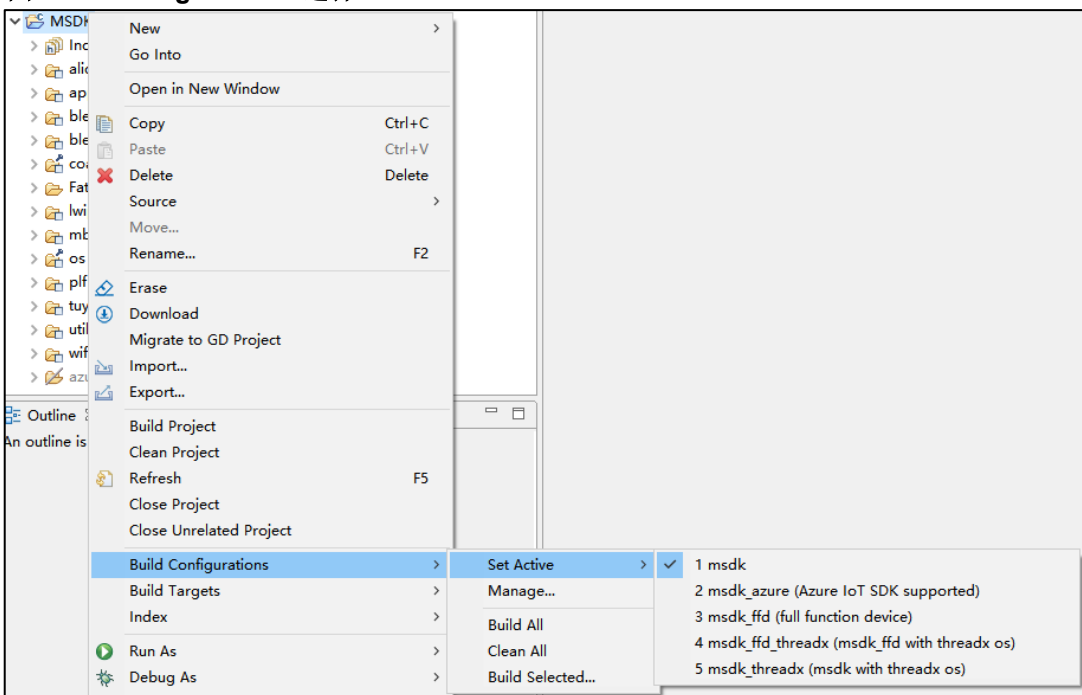 MSDK
Inc
alic
ap
ble
ble
coa
Fat
lwi
mb
os
plf
tuy
util
wif
azu
Outline
An outline is
New
Go Into
Open in New Window
Copy Ctrl+C
Paste Ctrl+V
Delete Delete
Source
Move...
Rename... F2
Erase
Download
Migrate to GD Project
Import...
Export...
Build Project
Clean Project
Refresh F5
Close Project
Close Unrelated Project
Build Configurations
Build Targets
Index
Run As
Debug As
Set Active
Manage...
Build All
Clean All
Build Selected...
1 msdk
2 msdk_azure (Azure IoT SDK supported)
3 msdk_ffd (full function device)
4 msdk_ffd_threadx (msdk_ffd with threadx os)
5 msdk_threadx (msdk with threadx os)